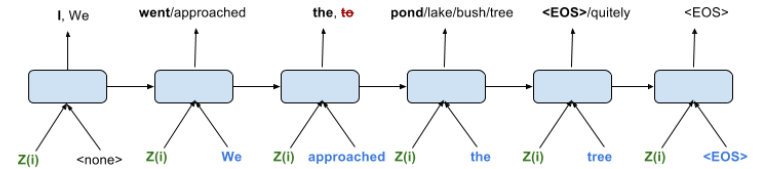 I, We went/approached the, to pond/lake/bush/tree <EOS>/quitely <EOS>
Z(i) <none> Z(i) We Z(i) approached Z(i) the Z(i) tree Z(i) <EOS>